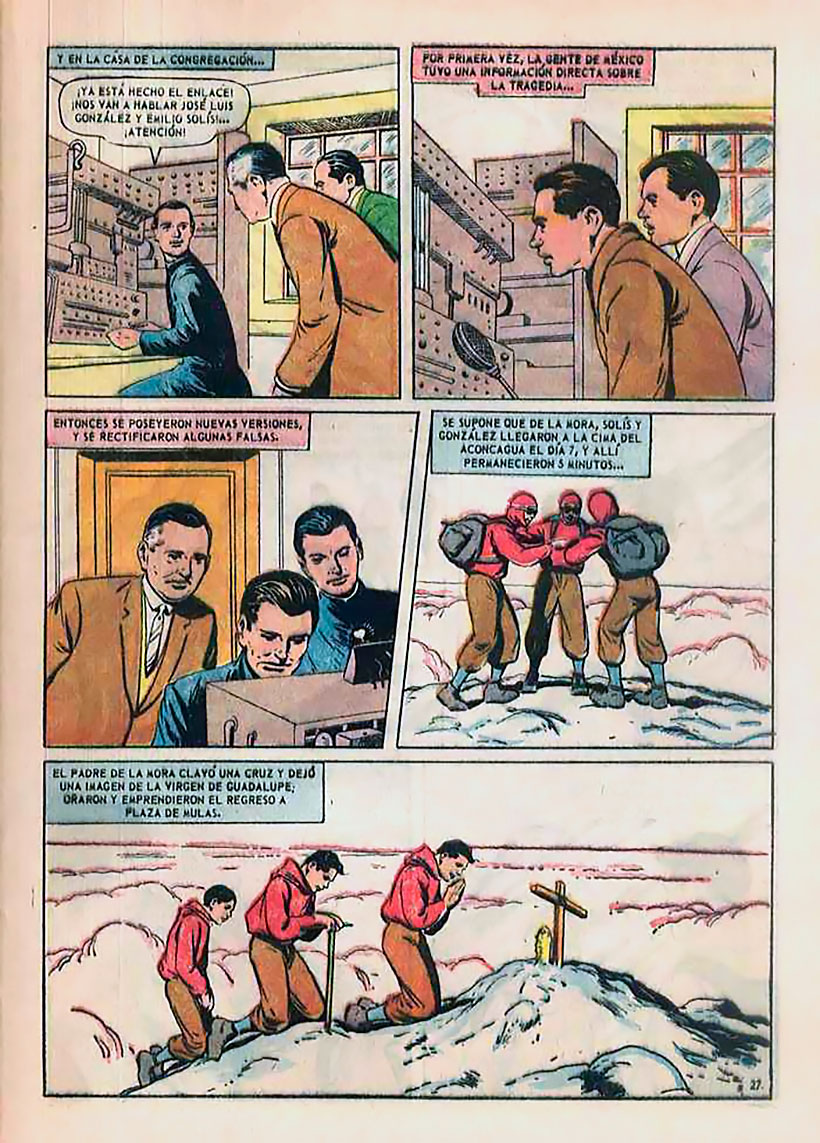 Y EN LA CASA DE LA CONGREGACIÓN...
¡YA ESTÁ HECHO EL ENLACE!
¡NOS VAN A HABLAR JOSÉ LUIS
GONZÁLEZ Y EMILIO SOLÍS!...
¡ATENCIÓN!
POR PRIMERA VEZ, LA GENTE DE MÉXICO
TUVO UNA INFORMACIÓN DIRECTA SOBRE
LA TRAGEDIA...
ENTONCES SE POSEYERON NUEVAS VERSIONES,
Y SE RECTIFICARON ALGUNAS FALSAS.
SE SUPONE QUE DE LA MORA, SOLÍS Y
GONZÁLEZ LLEGARON A LA CIMA DEL
ACONCAGUA EL DÍA 7, Y ALLÍ
PERMANECIERON 5 MINUTOS...
EL PADRE DE LA MORA CLAVÓ UNA CRUZ Y DEJÓ
UNA IMAGEN DE LA VIRGEN DE GUADALUPE;
ORARON Y EMPRENDIERON EL REGRESO A
PLAZA DE MULAS.
27